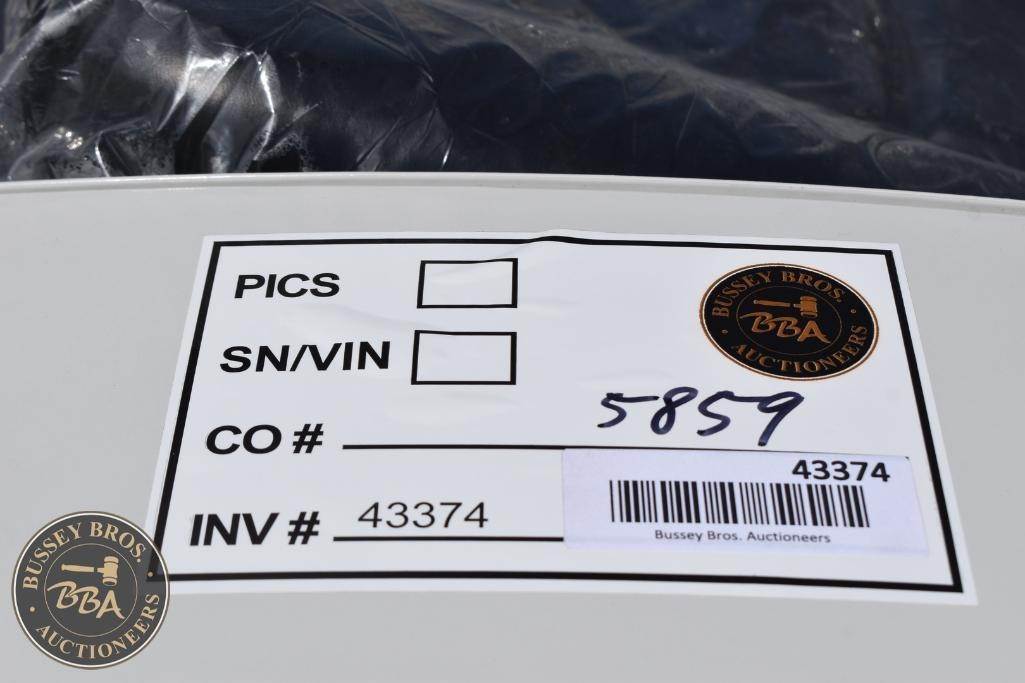 PICS
BUSSEY BROS.
BBA
AUCTIONEERS
SN/VIN
5859
CO #
43374
INV # 43374
Bussey Bros. Auctioneers
BUSSEY BROS.
BBA
AUCTIONEERS